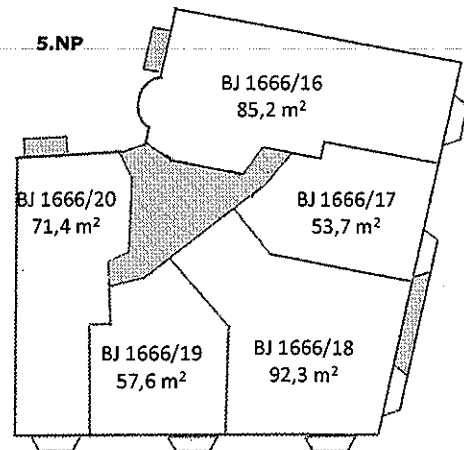 5.NP
BJ 1666/16
85,2 m²
BJ 1666/20
71,4 m²
BJ 1666/17
53,7 m²
BJ 1666/19
57,6 m²
BJ 1666/18
92,3 m²